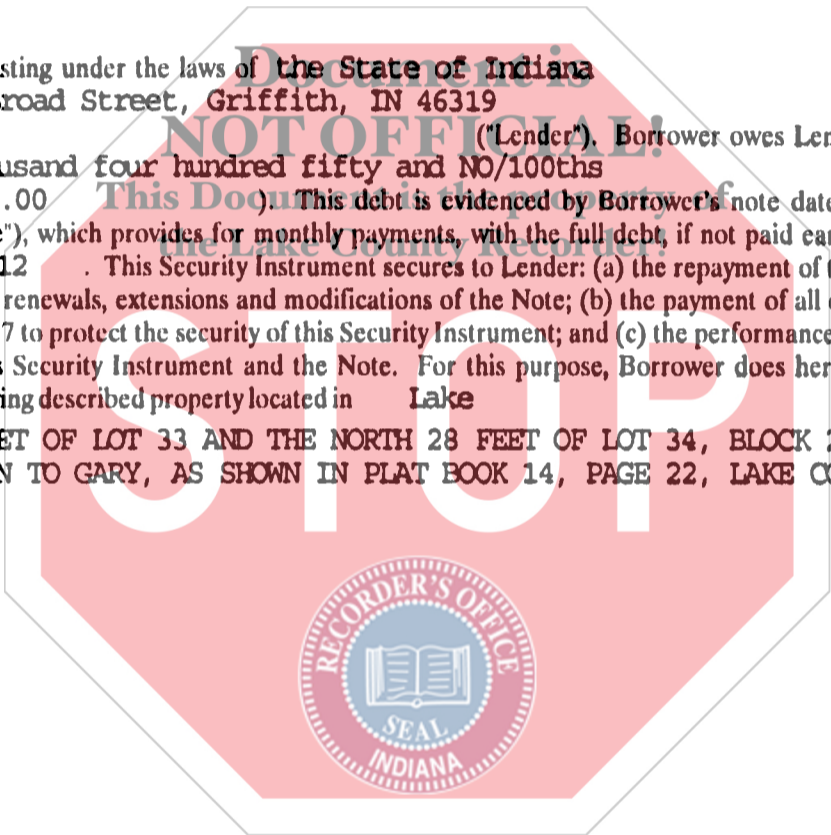 Document is
NOT OFFICIAL!
This Document is the property of
the Lake County Recorder!
STOP
sting under the laws of the State of Indiana
road Street, Griffith, IN 46319
("Lender"). Borrower owes Len
usand four hundred fifty and NO/100ths
.00 ). This debt is evidenced by Borrower's note date
"), which provides for monthly payments, with the full debt, if not paid ear
12 . This Security Instrument secures to Lender: (a) the repayment of
renewals, extensions and modifications of the Note; (b) the payment of all
7 to protect the security of this Security Instrument; and (c) the performance
Security Instrument and the Note. For this purpose, Borrower does her
ing described property located in Lake
ET OF LOT 33 AND THE NORTH 28 FEET OF LOT 34, BLOCK
N TO GARY, AS SHOWN IN PLAT BOOK 14, PAGE 22, LAKE CO
RECORDER'S OFFICE
SEAL
INDIANA